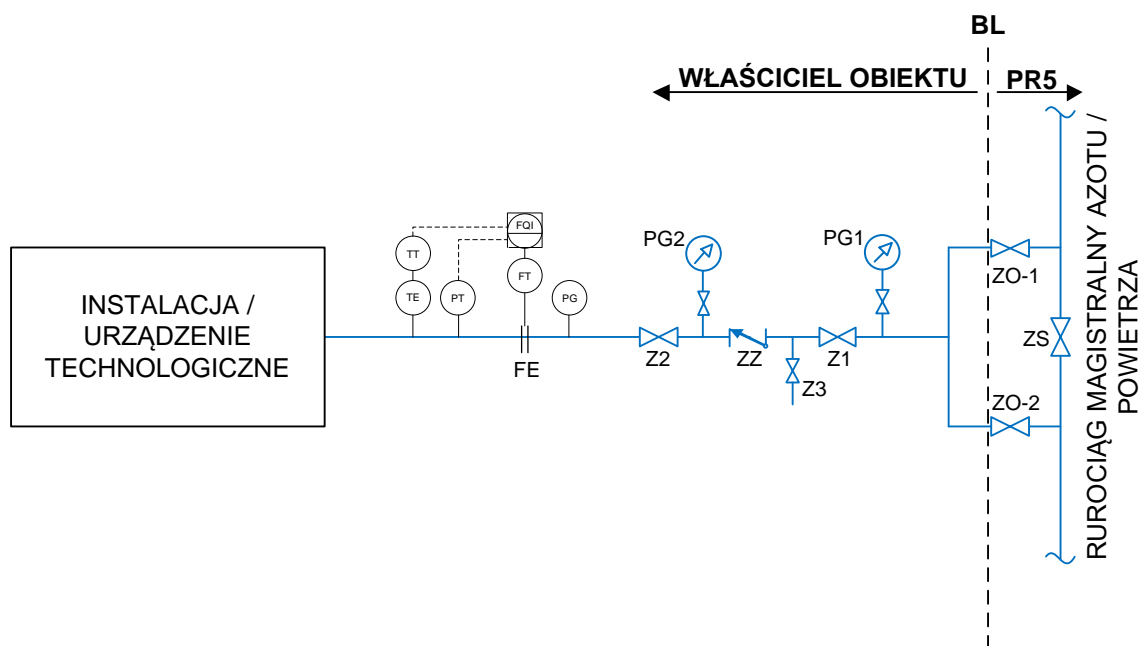 BL
WŁAŚCICIEL OBIEKTU
PR5
RUROCIĄG MAGISTRALNY AZOTU /
POWIETRZA
FQI
TT
FT
TE
PT
PG
FE
PG2
PG1
Z2
ZZ
Z1
Z3
ZO-1
ZS
ZO-2
INSTALACJA /
URZĄDZENIE
TECHNOLOGICZNE